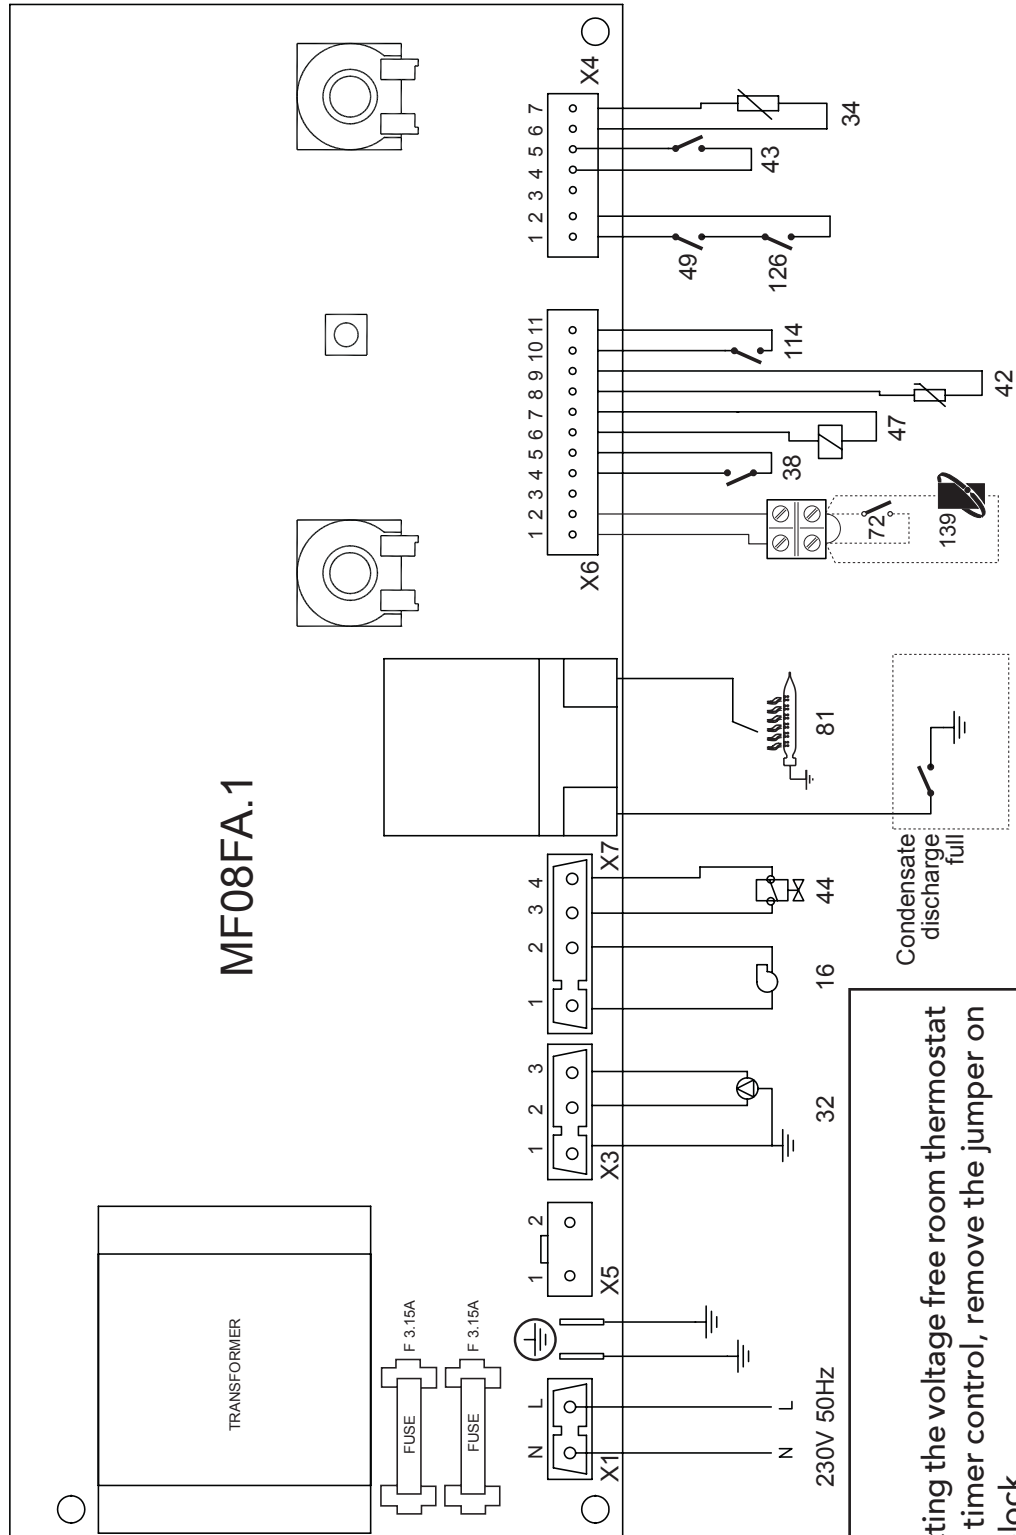 MF08FA.1
TRANSFORMER
FUSE
F 3.15A
FUSE
F 3.15A
N L
X1
1 2
X5
1 2 3
X3
1 2 3 4
X7
1 2 3 4 5 6 7 8 9 10 11
X6
1 2 3 4 5 6 7
X4
N L
230V 50Hz
32
16
44
81
Condensate
discharge
full
72
139
38
47
42
114
49
126
43
34
ting the voltage free room thermostat
timer control, remove the jumper on
lock